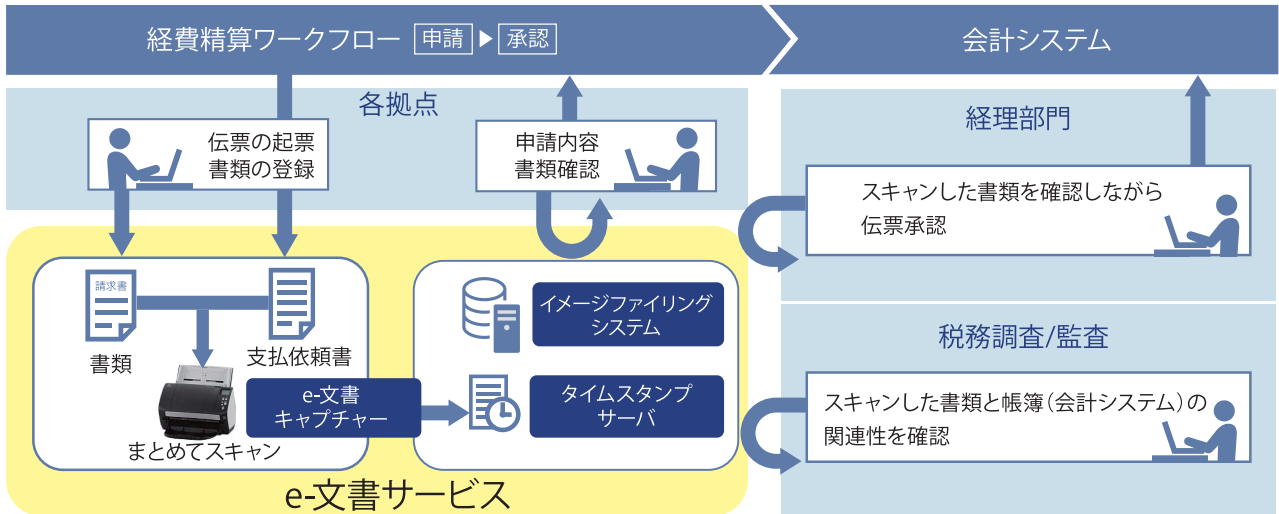 経費精算ワークフロー 申請 ▶ 承認
会計システム
各拠点
伝票の起票
書類の登録
申請内容
書類確認
経理部門
スキャンした書類を確認しながら
伝票承認
請求書
書類
支払依頼書
まとめてスキャン
e-文書
キャプチャー
イメージファイリング
システム
タイムスタンプ
サーバ
e-文書サービス
税務調査/監査
スキャンした書類と帳簿(会計システム)の
関連性を確認